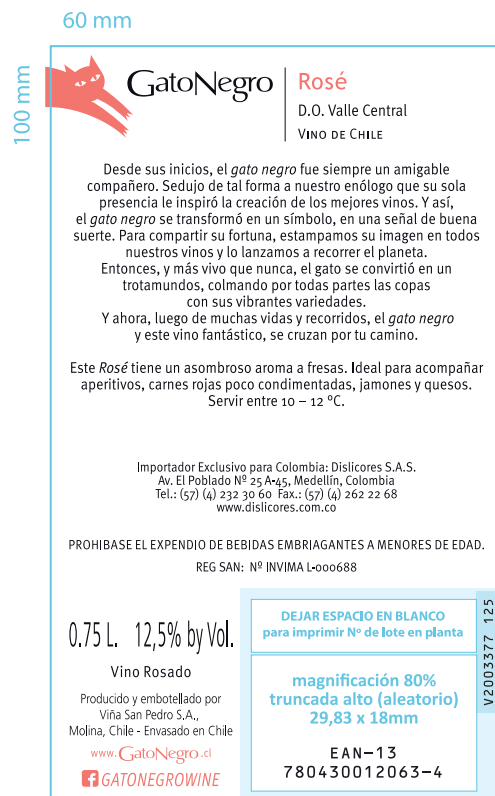 60 mm
100 mm
GatoNegro
Rosé
D.O. Valle Central
VINO DE CHILE
Desde sus inicios, el gato negro fue siempre un amigable
compañero. Sedujo de tal forma a nuestro enólogo que su sola
presencia le inspiró la creación de los mejores vinos. Y así,
el gato negro se transformó en un símbolo, en una señal de buena
suerte. Para compartir su fortuna, estampamos su imagen en todos
nuestros vinos y lo lanzamos a recorrer el planeta.
Entonces, y más vivo que nunca, el gato se convirtió en un
trotamundos, colmando por todas partes las copas
con sus vibrantes variedades.
Y ahora, luego de muchas vidas y recorridos, el gato negro
y este vino fantástico, se cruzan por tu camino.
Este Rosé tiene un asombroso aroma a fresas. Ideal para acompañar
aperitivos, carnes rojas poco condimentadas, jamones y quesos.
Servir entre 10 – 12 ºC.
Importador Exclusivo para Colombia: Dislicores S.A.S.
Av. El Poblado Nº 25 A-45, Medellín, Colombia
Tel.: (57) (4) 232 30 60 Fax.: (57) (4) 262 22 68
www.dislicores.com.co
PROHIBASE EL EXPENDIO DE BEBIDAS EMBRIAGANTES A MENORES DE EDAD.
REG SAN: Nº INVIMA L-000688
0.75 L. 12,5% by Vol.
Vino Rosado
Producido y embotellado por
Viña San Pedro S.A.,
Molina, Chile - Envasado en Chile
www.GatoNegro.cl
GATONEGROWINE
DEJAR ESPACIO EN BLANCO
para imprimir Nº de lote en planta
magnificación 80%
truncada alto (aleatorio)
29,83 x 18mm
EAN-13
780430012063-4
V2003377 125